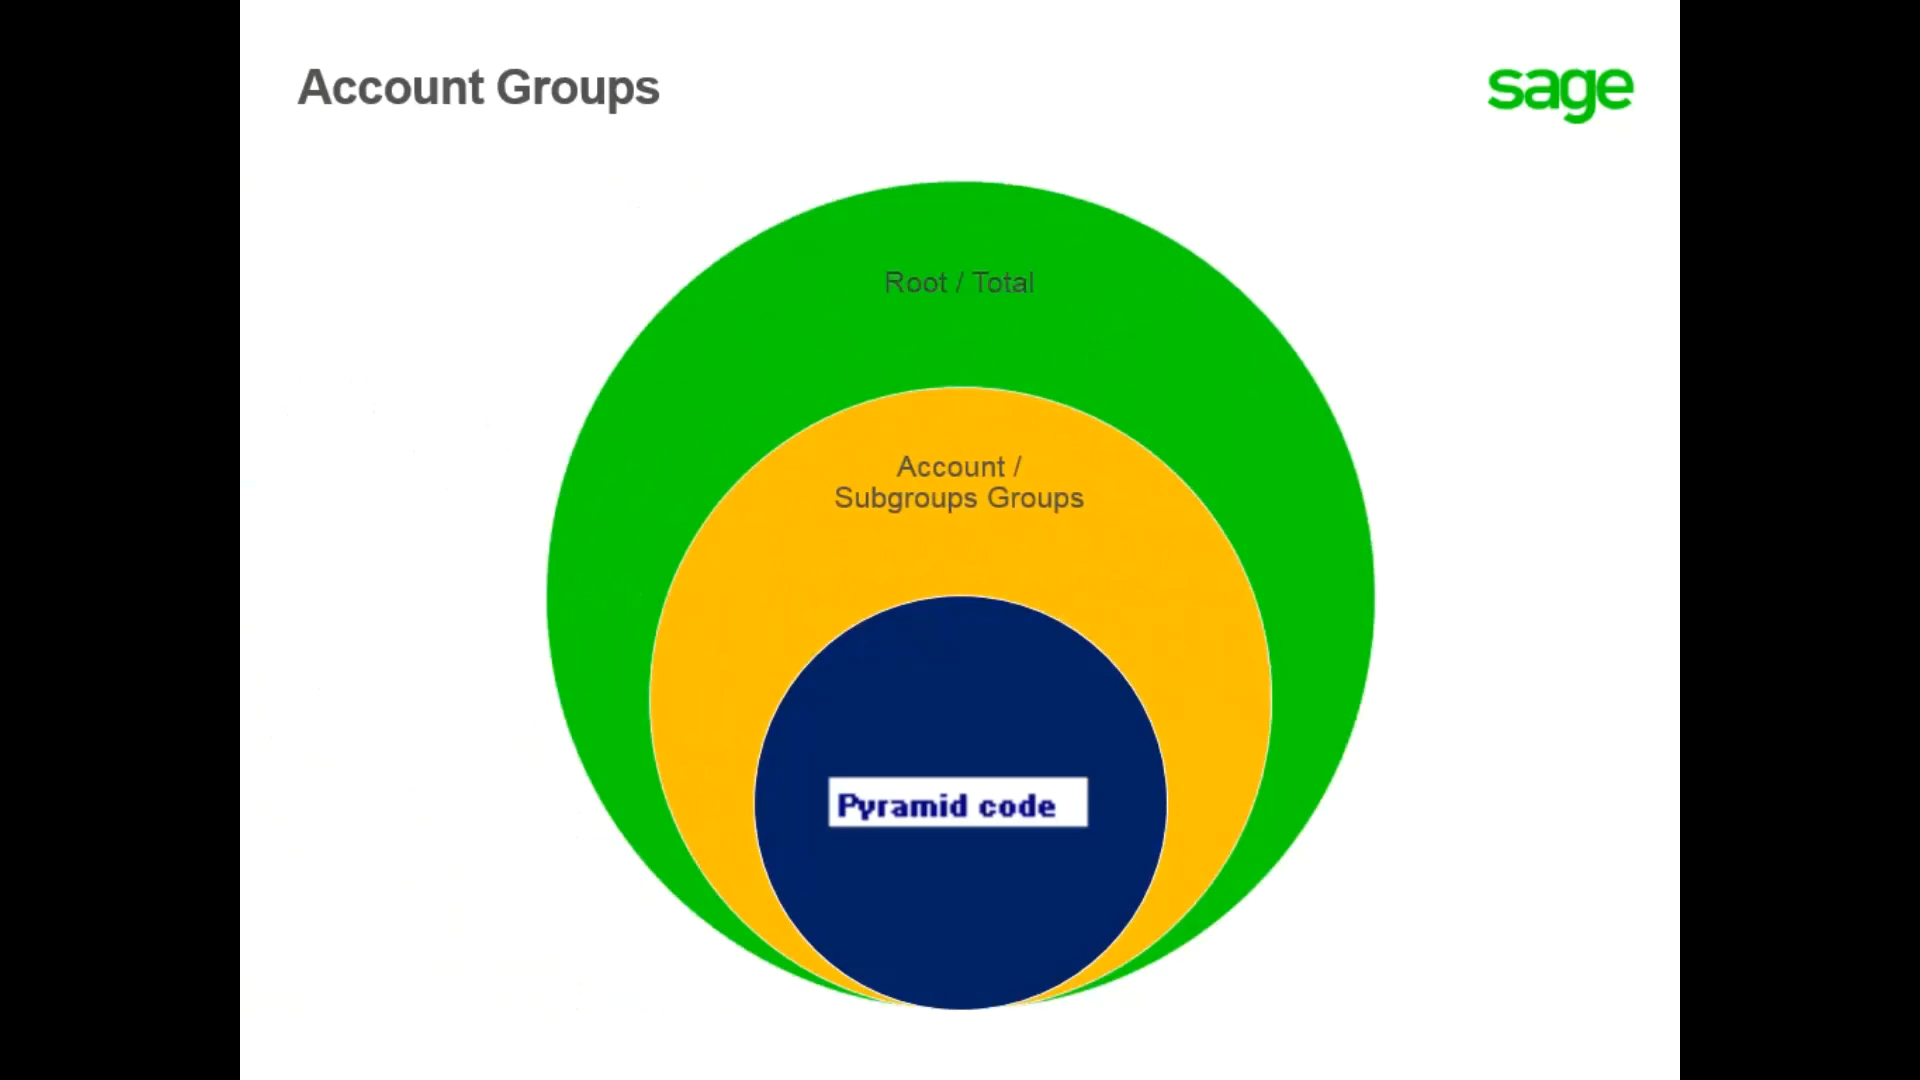 Account Groups
sage
Root / Total
Account /
Subgroups Groups
Pyramid code